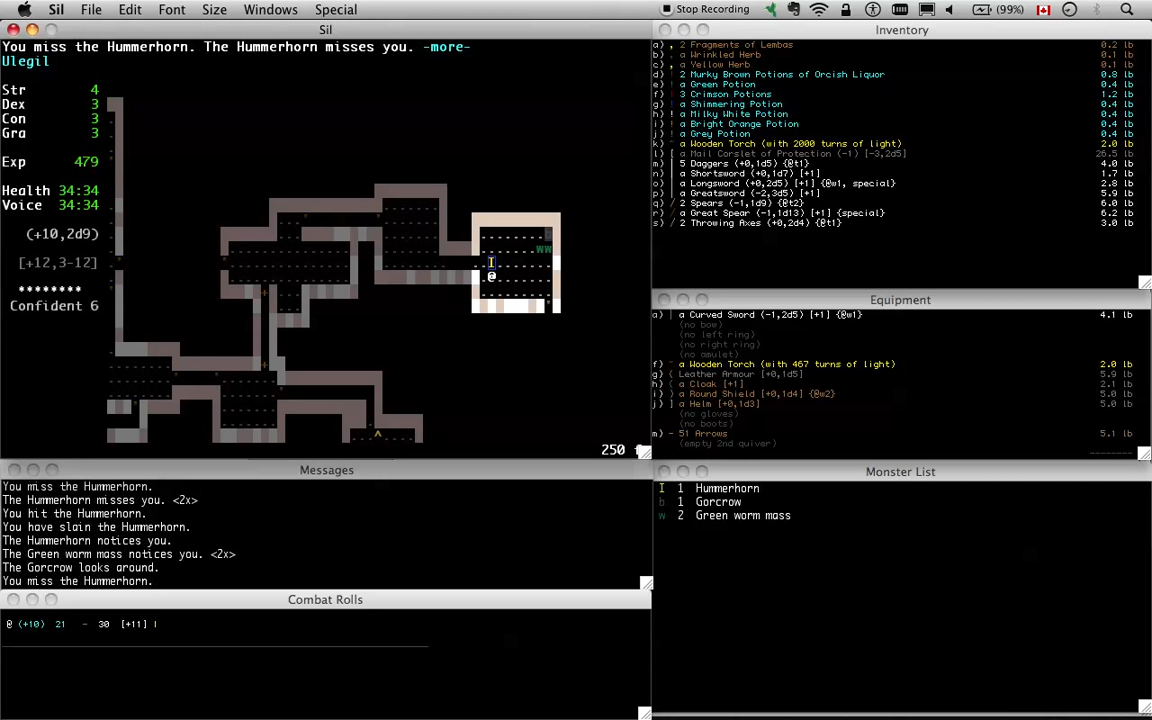 Sil File Edit Font Size Windows Special Stop Recording (99%)
Sil
You miss the Hummerhorn. The Hummerhorn misses you. -more-
Ulegil
Str 4
Dex 3
Con 3
Gra 3
Exp 479
Health 34:34
Voice 34:34
(+10,2d9)
[+12,3-12]
********
Confident 6
I
@
ww
^
250
Inventory
a) , 2 Fragments of Lembas 0.2 lb
b) , a Wrinkled Herb 0.1 lb
c) , a Yellow Herb 0.1 lb
d) ! 2 Murky Brown Potions of Orcish Liquor 0.8 lb
e) ! a Green Potion 0.4 lb
f) ! 3 Crimson Potions 1.2 lb
g) ! a Shimmering Potion 0.4 lb
h) ! a Milky White Potion 0.4 lb
i) ! a Bright Orange Potion 0.4 lb
j) ! a Grey Potion 0.4 lb
k) ~ a Wooden Torch (with 2000 turns of light) 2.0 lb
l) [ a Mail Corslet of Protection (-1) [-3,2d5] 26.5 lb
m) | 5 Daggers (+0,1d5) {@t1} 4.0 lb
n) | a Shortsword (+0,1d7) [+1] 1.7 lb
o) | a Longsword (+0,2d5) [+1] {@w1, special} 2.8 lb
p) | a Greatsword (-2,3d5) [+1] 5.9 lb
q) / 2 Spears (-1,1d9) {@t2} 6.0 lb
r) / a Great Spear (-1,1d13) [+1] {special} 6.2 lb
s) / 2 Throwing Axes (+0,2d4) {@t1} 3.0 lb
Equipment
a) | a Curved Sword (-1,2d5) [+1] {@w1} 4.1 lb
(no bow)
(no left ring)
(no right ring)
(no amulet)
f) ~ a Wooden Torch (with 467 turns of light) 2.0 lb
g) ( Leather Armour [+0,1d5] 5.9 lb
h) ( a Cloak [+1] 2.1 lb
i) ) a Round Shield [+0,1d4] {@w2} 5.0 lb
j) ] a Helm [+0,1d3] 5.0 lb
(no gloves)
(no boots)
m) - 51 Arrows 5.1 lb
(empty 2nd quiver)
Messages
You miss the Hummerhorn.
The Hummerhorn misses you. <2x>
You hit the Hummerhorn.
You have slain the Hummerhorn.
The Hummerhorn notices you.
The Green worm mass notices you. <2x>
The Gorcrow looks around.
You miss the Hummerhorn.
Monster List
I 1 Hummerhorn
b 1 Gorcrow
w 2 Green worm mass
Combat Rolls
@ (+10) 21 - 30 [+11] I